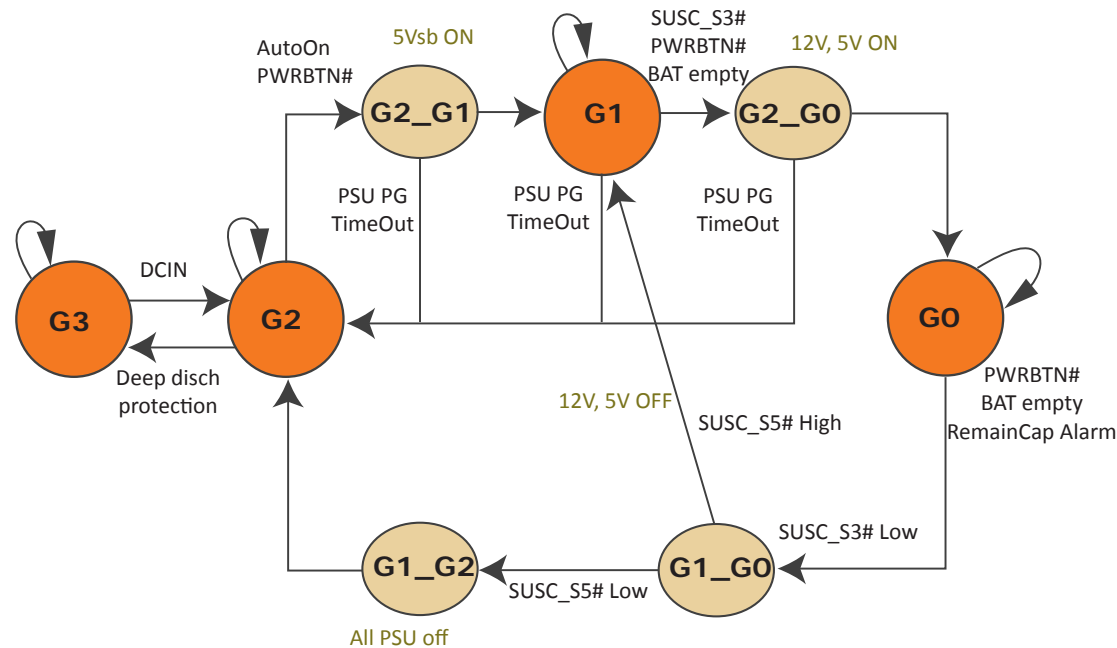 5Vsb ON
SUSC_S3#
PWRBTN#
BAT empty
12V, 5V ON
AutoOn
PWRBTN#
G2_G1
G1
G2_G0
PSU PG
TimeOut
PSU PG
TimeOut
PSU PG
TimeOut
DCIN
G3
G2
G0
Deep disch
protection
12V, 5V OFF
SUSC_S5# High
PWRBTN#
BAT empty
RemainCap Alarm
SUSC_S3# Low
G1_G2
SUSC_S5# Low
G1_G0
All PSU off